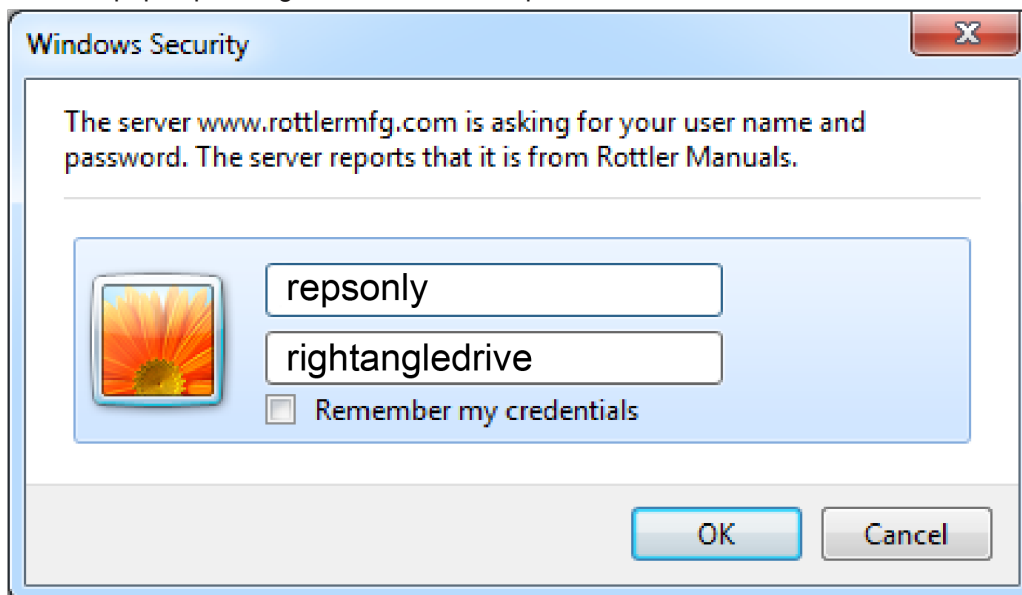 Windows Security
x
The server www.rottlermfg.com is asking for your user name and
password. The server reports that it is from Rottler Manuals.
repsonly
rightangledrive
Remember my credentials
OK
Cancel